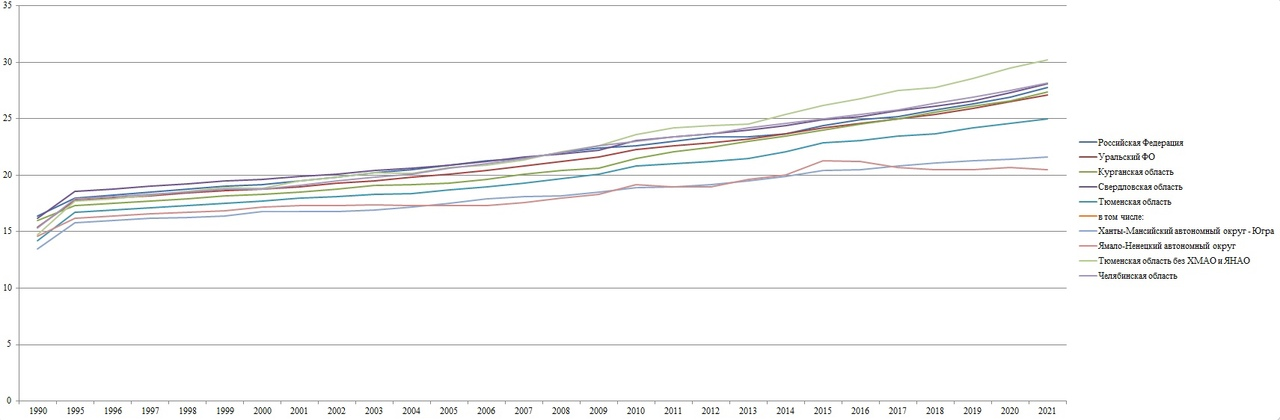 35
30
25
20
15
10
5
0
1990 1995 1996 1997 1998 1999 2000 2001 2002 2003 2004 2005 2006 2007 2008 2009 2010 2011 2012 2013 2014 2015 2016 2017 2018 2019 2020 2021
Российская Федерация
Уральский ФО
Курганская область
Свердловская область
Тюменская область
в том числе:
Ханты-Мансийский автономный округ - Югра
Ямало-Ненецкий автономный округ
Тюменская область без ХМАО и ЯНАО
Челябинская область